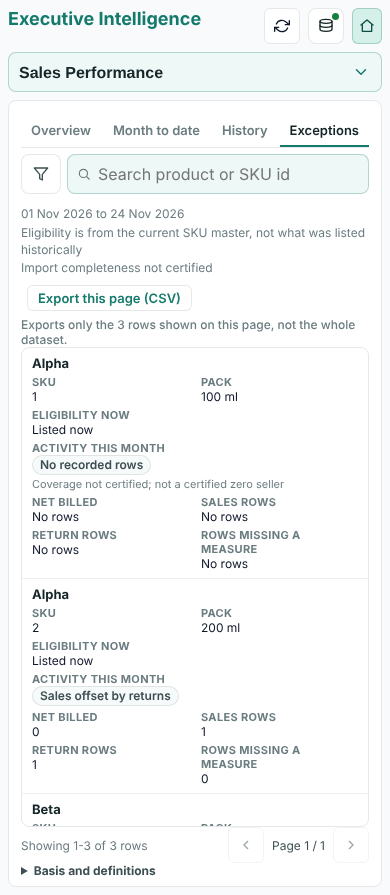 Executive Intelligence
Sales Performance
Overview Month to date History Exceptions
Search product or SKU id
01 Nov 2026 to 24 Nov 2026
Eligibility is from the current SKU master, not what was listed
historically
Import completeness not certified
Export this page (CSV)
Exports only the 3 rows shown on this page, not the whole
dataset.
Alpha
SKU PACK
1 100 ml
ELIGIBILITY NOW
Listed now
ACTIVITY THIS MONTH
No recorded rows
Coverage not certified; not a certified zero seller
NET BILLED SALES ROWS
No rows No rows
RETURN ROWS ROWS MISSING A
MEASURE
No rows No rows
Alpha
SKU PACK
2 200 ml
ELIGIBILITY NOW
Listed now
ACTIVITY THIS MONTH
Sales offset by returns
NET BILLED SALES ROWS
0 1
RETURN ROWS ROWS MISSING A
MEASURE
1 0
Beta
Showing 1-3 of 3 rows Page 1 / 1
Basis and definitions